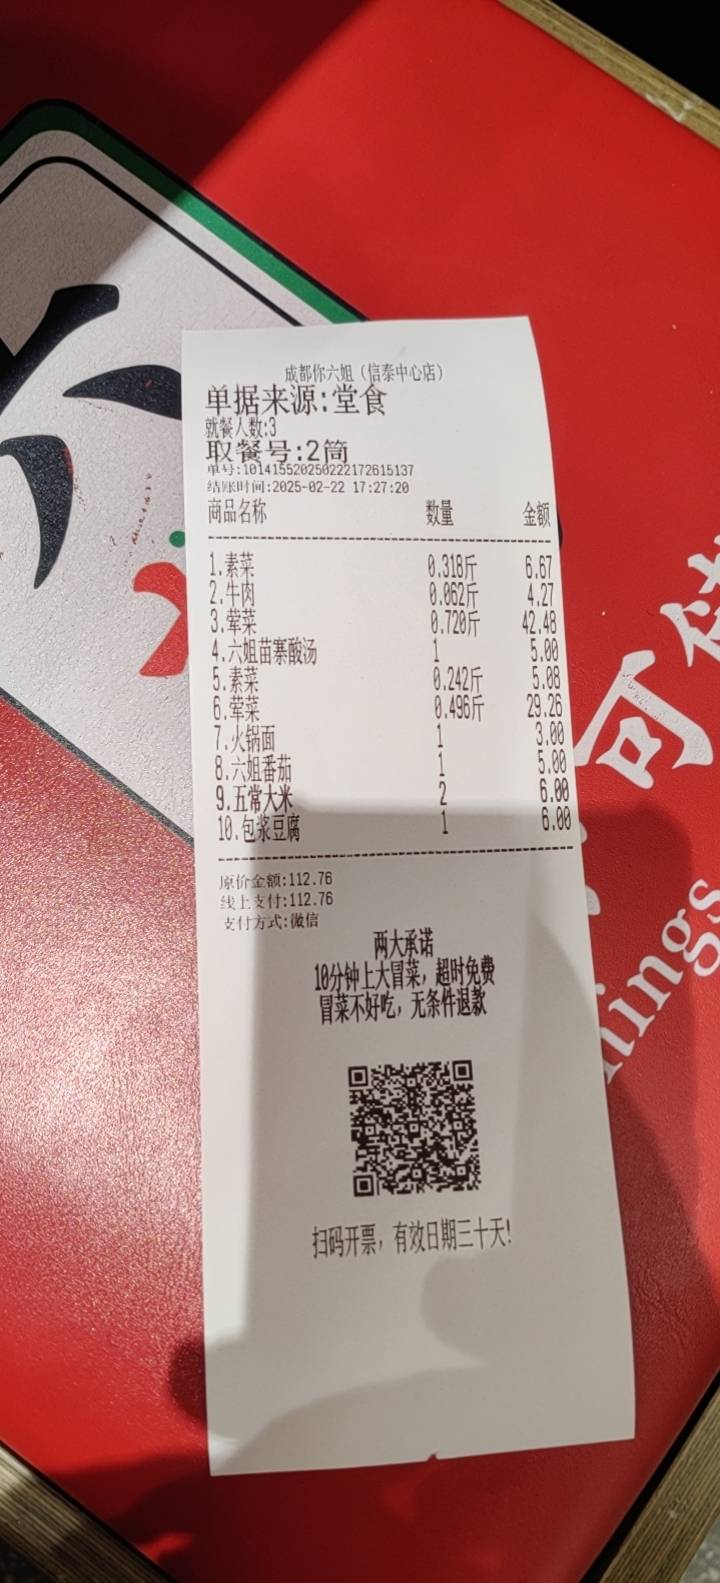 成都你六姐（信泰中心店）
单据来源:堂食
就餐人数:3
取餐号:2筒
单号:101415520250222172615137
结账时间:2025-02-22 17:27:20
商品名称 数量 金额
1.素菜 0.318斤 6.67
2.牛肉 0.062斤 4.27
3.荤菜 0.720斤 42.48
4.六姐苗寨酸汤 1 5.00
5.素菜 0.242斤 5.08
6.荤菜 0.496斤 29.26
7.火锅面 1 3.00
8.六姐番茄 1 5.00
9.五常大米 2 6.00
10.包浆豆腐 1 6.00
原价金额:112.76
线上支付:112.76
支付方式:微信
两大承诺
10分钟上大冒菜，超时免费
冒菜不好吃，无条件退款
扫码开票，有效日期三十天!
可